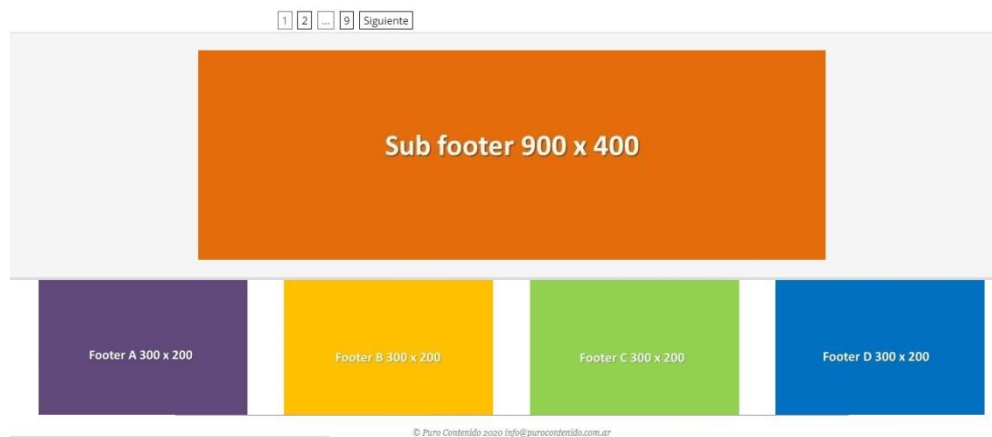 1 2 ... 9 Siguiente
Sub footer 900 x 400
Footer A 300 x 200
Footer B 300 x 200
Footer C 300 x 200
Footer D 300 x 200
© Puro Contenido 2020 info@purocontenido.com.ar